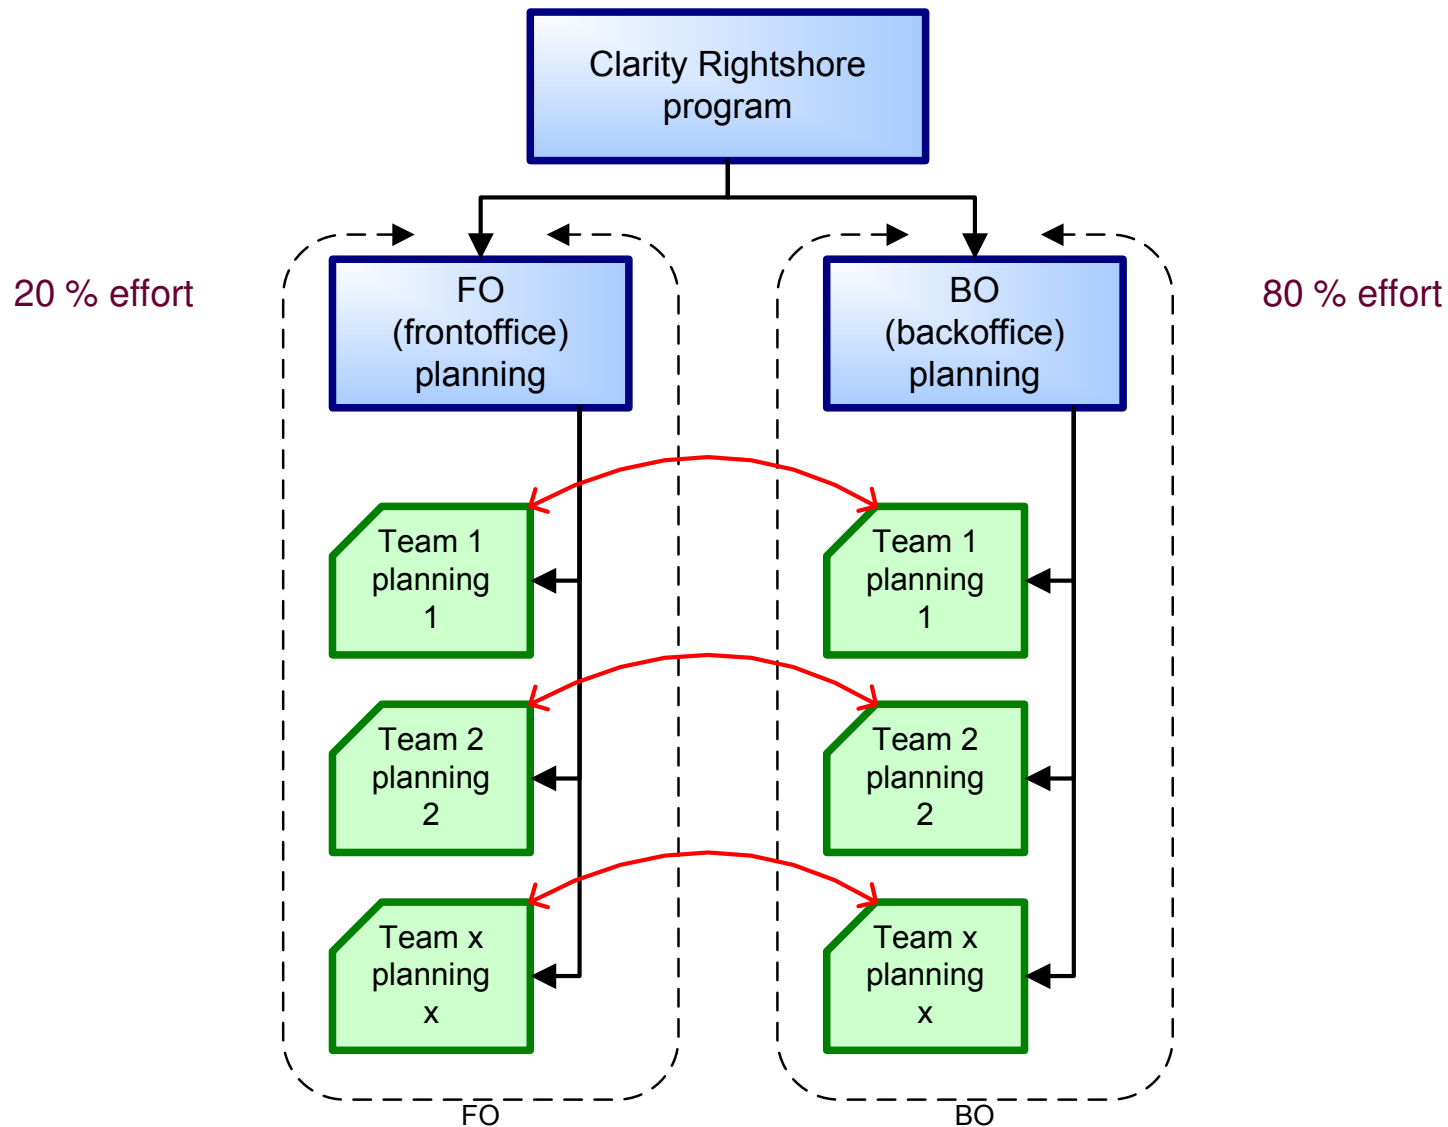 Clarity Rightshore
program
20 % effort
FO
(frontoffice)
planning
BO
(backoffice)
planning
80 % effort
Team 1
planning
1
Team 1
planning
1
Team 2
planning
2
Team 2
planning
2
Team x
planning
x
Team x
planning
x
FO
BO